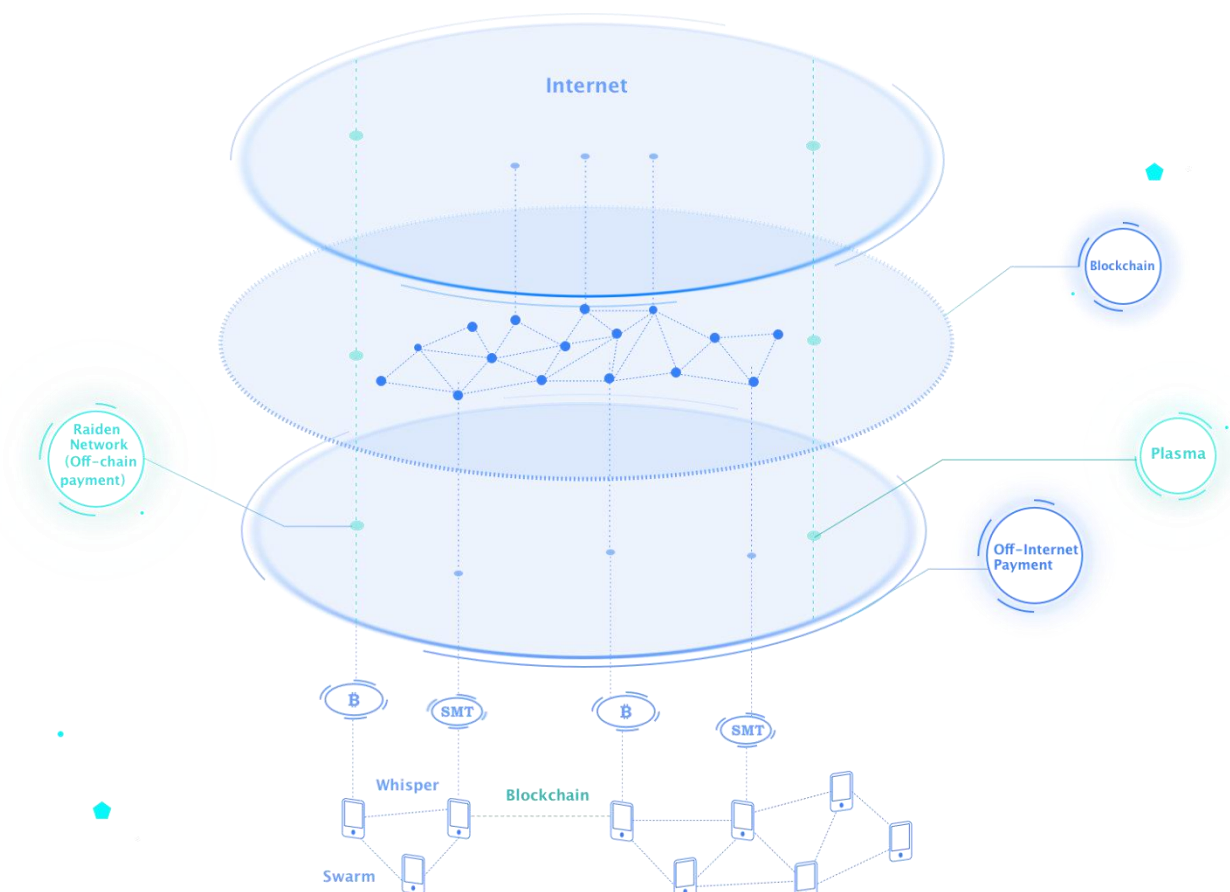 Internet
Blockchain
Raiden
Network
(Off-chain
payment)
Plasma
Off-Internet
Payment
₿
SMT
₿
SMT
Whisper
Blockchain
Swarm